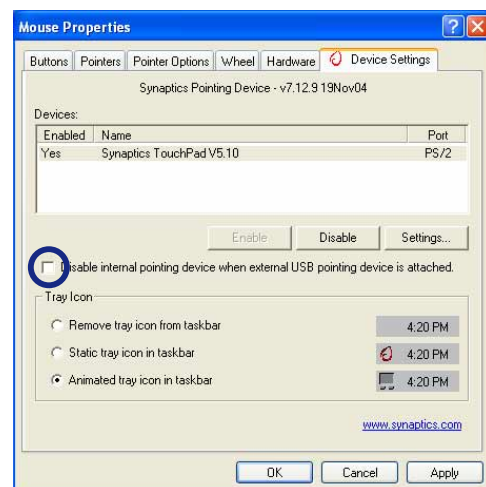 Mouse Properties
Buttons Pointers Pointer Options Wheel Hardware Device Settings
Synaptics Pointing Device - v7.12.9 19Nov04
Devices:
Enabled Name Port
Yes Synaptics TouchPad V5.10 PS/2
Enable Disable Settings...
Disable internal pointing device when external USB pointing device is attached.
Tray Icon
Remove tray icon from taskbar 4:20 PM
Static tray icon in taskbar 4:20 PM
Animated tray icon in taskbar 4:20 PM
www.synaptics.com
OK Cancel Apply